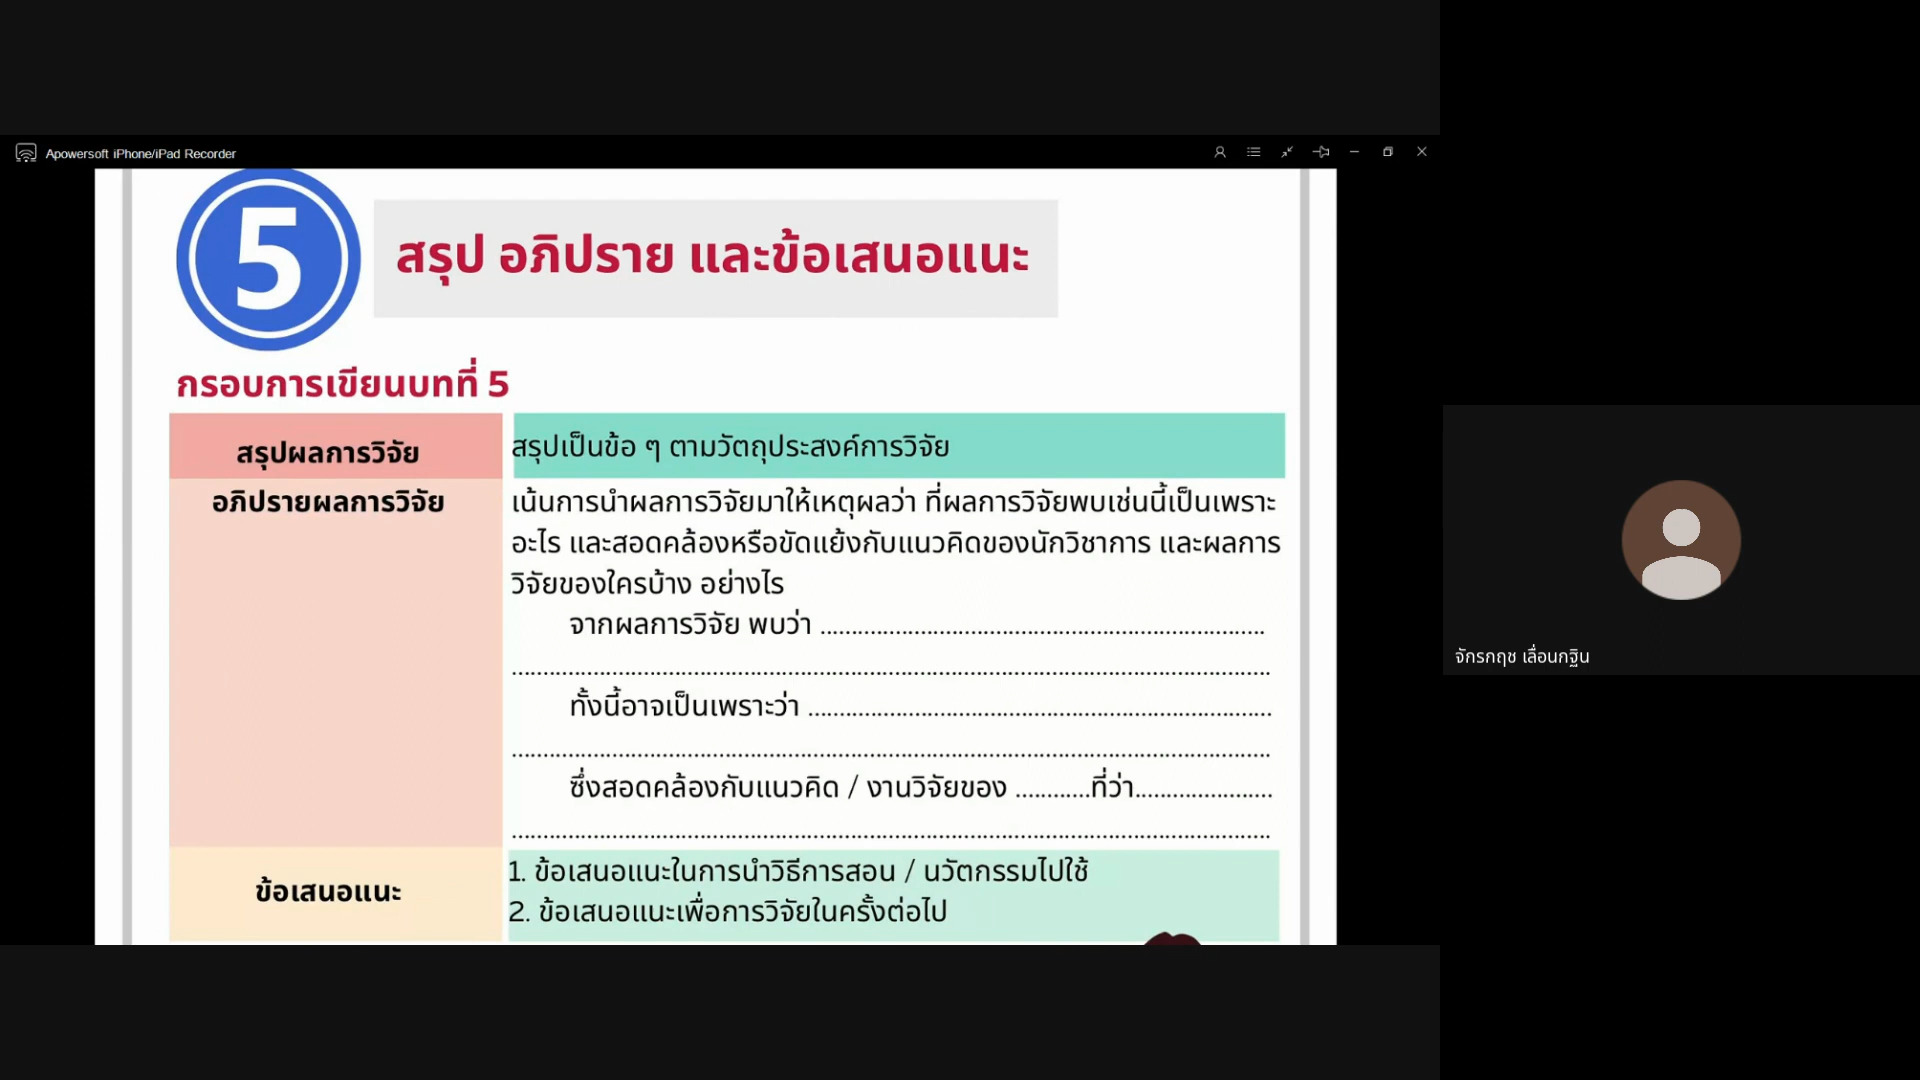 Apowersoft iPhone/iPad Recorder
5
สรุป อภิปราย และข้อเสนอแนะ
กรอบการเขียนบทที่ 5
สรุปผลการวิจัย
สรุปเป็นข้อ ๆ ตามวัตถุประสงค์การวิจัย
อภิปรายผลการวิจัย
เน้นการนำผลการวิจัยมาให้เหตุผลว่า ที่ผลการวิจัยพบเช่นนี้เป็นเพราะ
อะไร และสอดคล้องหรือขัดแย้งกับแนวคิดของนักวิชาการ และผลการ
วิจัยของใครบ้าง อย่างไร
จากผลการวิจัย พบว่า ......................................................................
........................................................................................................................
ทั้งนี้อาจเป็นเพราะว่า .........................................................................
........................................................................................................................
ซึ่งสอดคล้องกับแนวคิด / งานวิจัยของ ............ที่ว่า......................
........................................................................................................................
ข้อเสนอแนะ
1. ข้อเสนอแนะในการนำวิธีการสอน / นวัตกรรมไปใช้
2. ข้อเสนอแนะเพื่อการวิจัยในครั้งต่อไป
จักรกฤช เลื่อนกฐิน